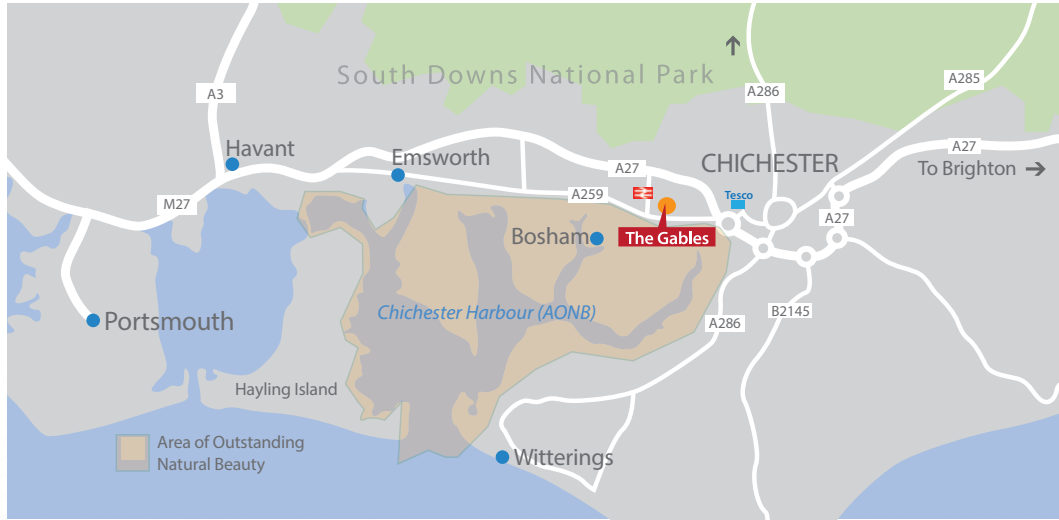 South Downs National Park
A286
A285
A3
Havant
Emsworth
A27
CHICHESTER
A27
To Brighton
M27
A259
Tesco
A27
Bosham
The Gables
Chichester Harbour (AONB)
Portsmouth
A286
B2145
Hayling Island
Area of Outstanding
Natural Beauty
Witterings